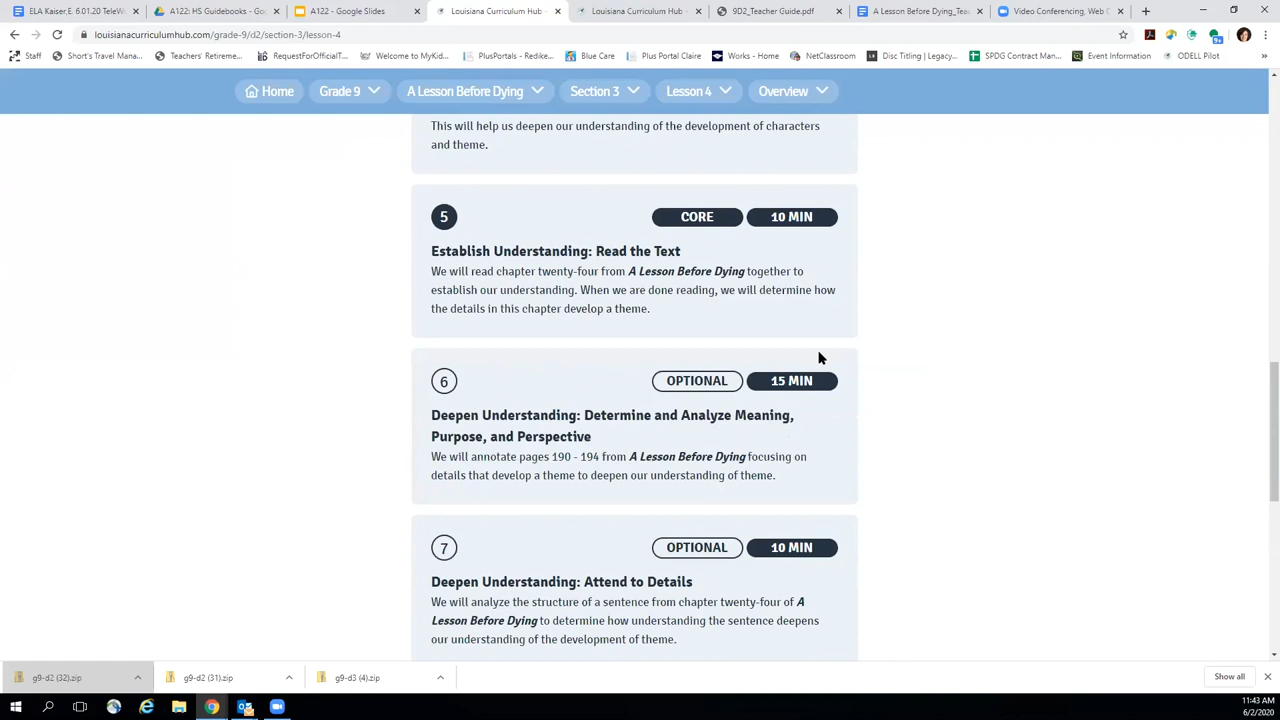 ELA Kaiser,E. 6.01.20 TeleW
A122: HS Guidebooks - Go
A122 - Google Slides
Louisiana Curriculum Hub
Louisiana Curriculum Hub
9D2_Teacher Guide.pdf
A Lesson Before Dying_Tea
Video Conferencing, Web C
louisianacurriculumhub.com/grade-9/d2/section-3/lesson-4
Staff
Short's Travel Mana...
Teachers' Retireme...
RequestForOfficialT...
Welcome to MyKid...
PlusPortals - Redike...
Blue Care
Plus Portal Claire
Works - Home
NetClassroom
Disc Titling | Legacy...
SPDG Contract Man...
Event Information
ODELL Pilot
Home
Grade 9
A Lesson Before Dying
Section 3
Lesson 4
Overview
This will help us deepen our understanding of the development of characters
and theme.
5
CORE
10 MIN
Establish Understanding: Read the Text
We will read chapter twenty-four from A Lesson Before Dying together to
establish our understanding. When we are done reading, we will determine how
the details in this chapter develop a theme.
6
OPTIONAL
15 MIN
Deepen Understanding: Determine and Analyze Meaning,
Purpose, and Perspective
We will annotate pages 190 - 194 from A Lesson Before Dying focusing on
details that develop a theme to deepen our understanding of theme.
7
OPTIONAL
10 MIN
Deepen Understanding: Attend to Details
We will analyze the structure of a sentence from chapter twenty-four of A
Lesson Before Dying to determine how understanding the sentence deepens
our understanding of the development of theme.
g9-d2 (32).zip
g9-d2 (31).zip
g9-d3 (4).zip
Show all
11:43 AM
6/2/2020